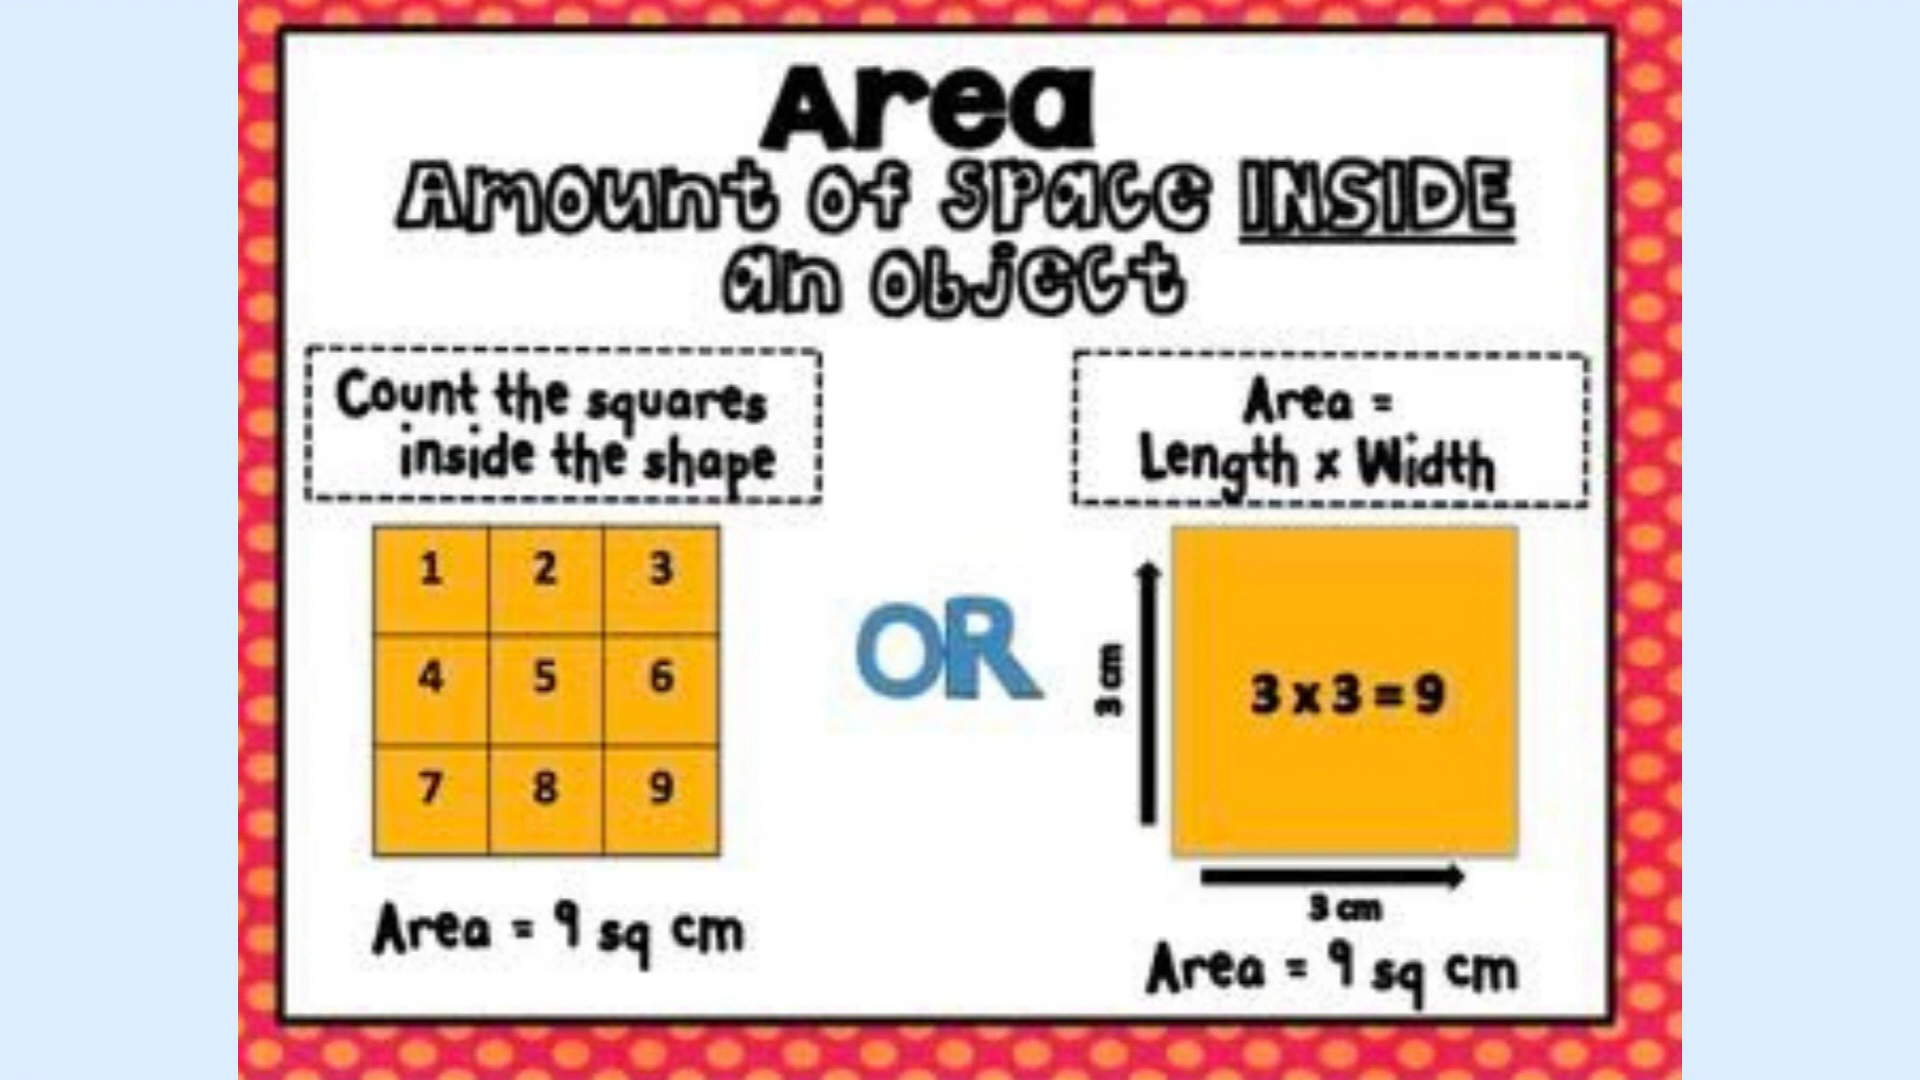 Area
Amount of space INSIDE
an object
Count the squares
inside the shape
Area =
Length x Width
1 2 3
4 5 6
7 8 9
OR
3 cm
3 x 3 = 9
3 cm
Area = 9 sq cm
Area = 9 sq cm